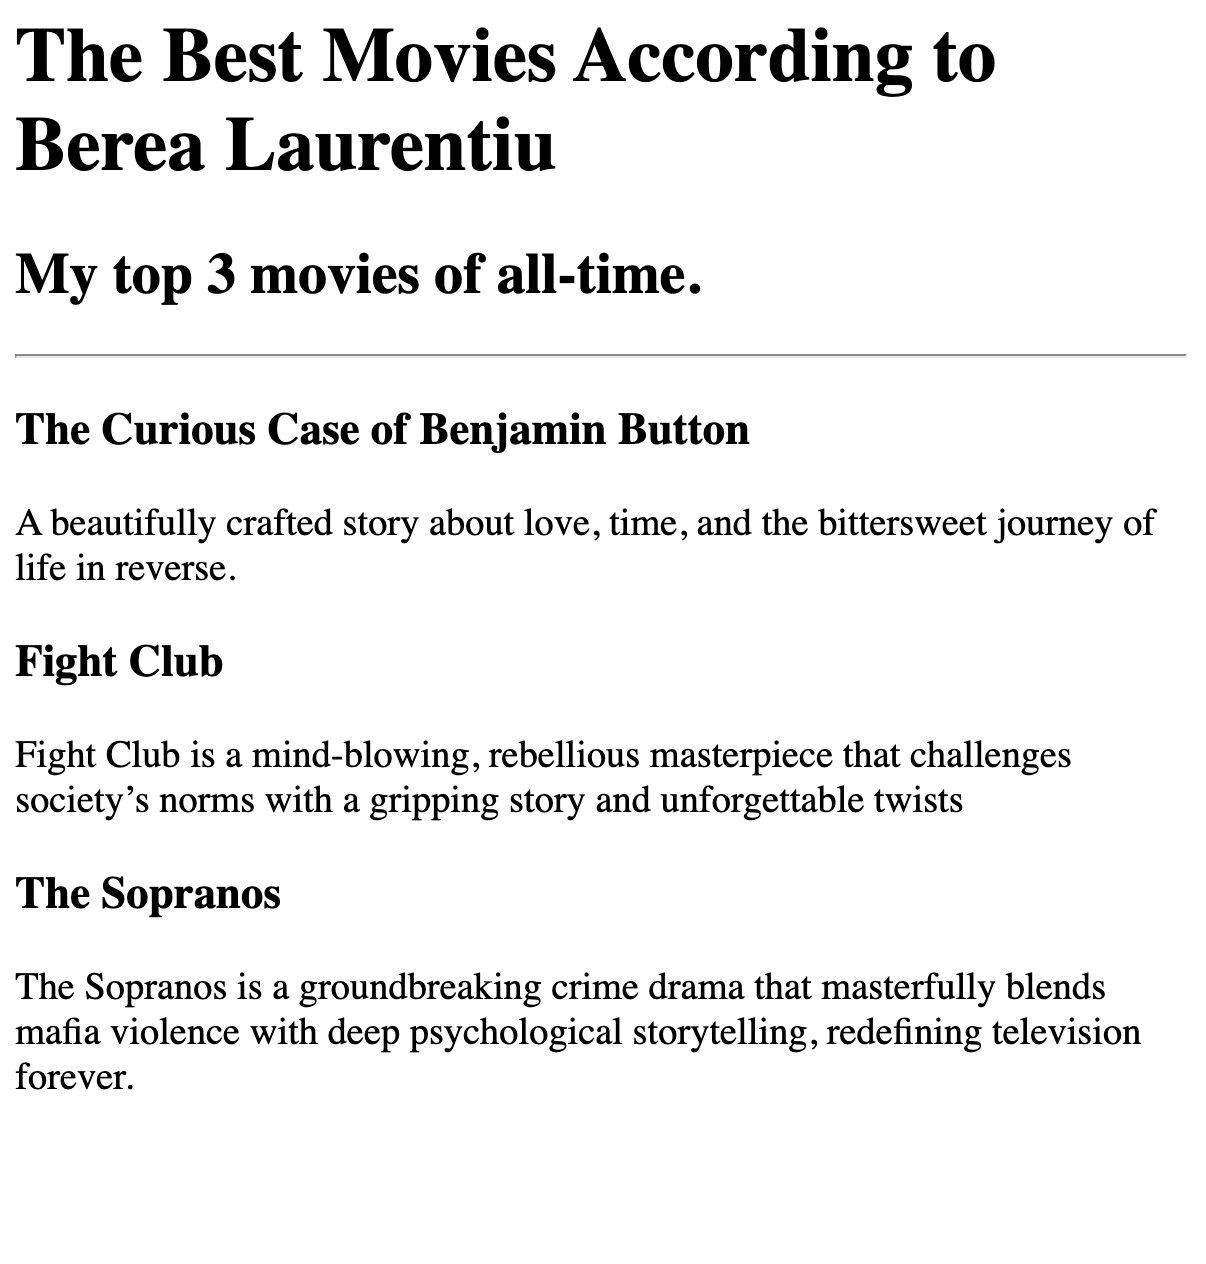 The Best Movies According to
Berea Laurentiu
My top 3 movies of all-time.
The Curious Case of Benjamin Button
A beautifully crafted story about love, time, and the bittersweet journey of
life in reverse.
Fight Club
Fight Club is a mind-blowing, rebellious masterpiece that challenges
society’s norms with a gripping story and unforgettable twists
The Sopranos
The Sopranos is a groundbreaking crime drama that masterfully blends
mafia violence with deep psychological storytelling, redefining television
forever.